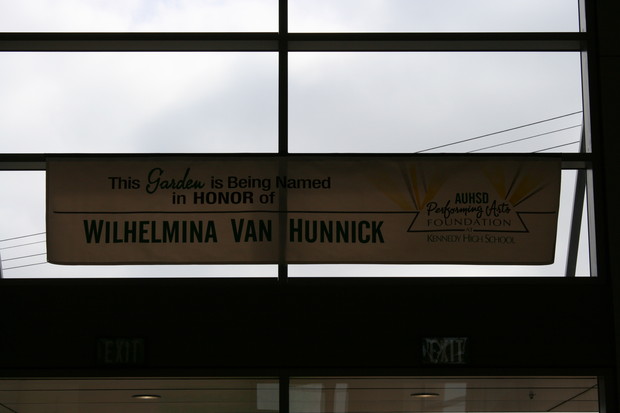 This Garden is Being Named
in HONOR of
WILHELMINA VAN HUNNICK
AUHSD
Performing Arts
FOUNDATION
at
KENNEDY HIGH SCHOOL
EXIT
EXIT